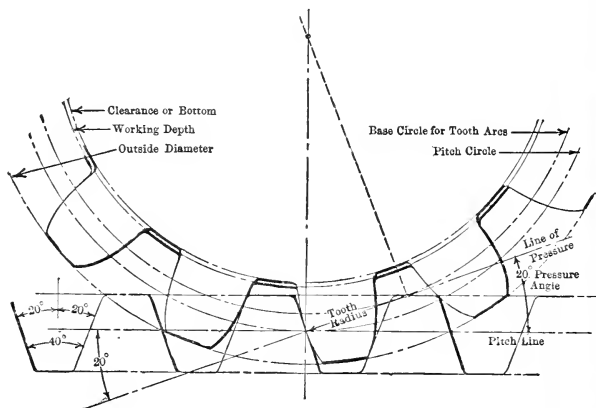 Clearance or Bottom
Working Depth
Outside Diameter
Base Circle for Tooth Arcs
Pitch Circle
Line of
Pressure
20° Pressure
Angle
Tooth
Radius
Pitch Line
20°
20°
40°
20°